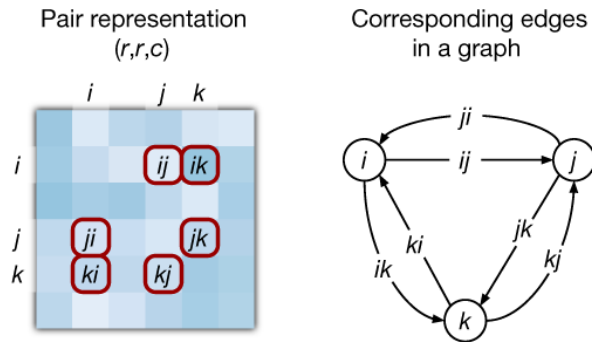 Pair representation
(r,r,c)
i j k
i ij ik
j ji jk
k ki kj
Corresponding edges
in a graph
ji
i ij j
ik ki jk kj
k